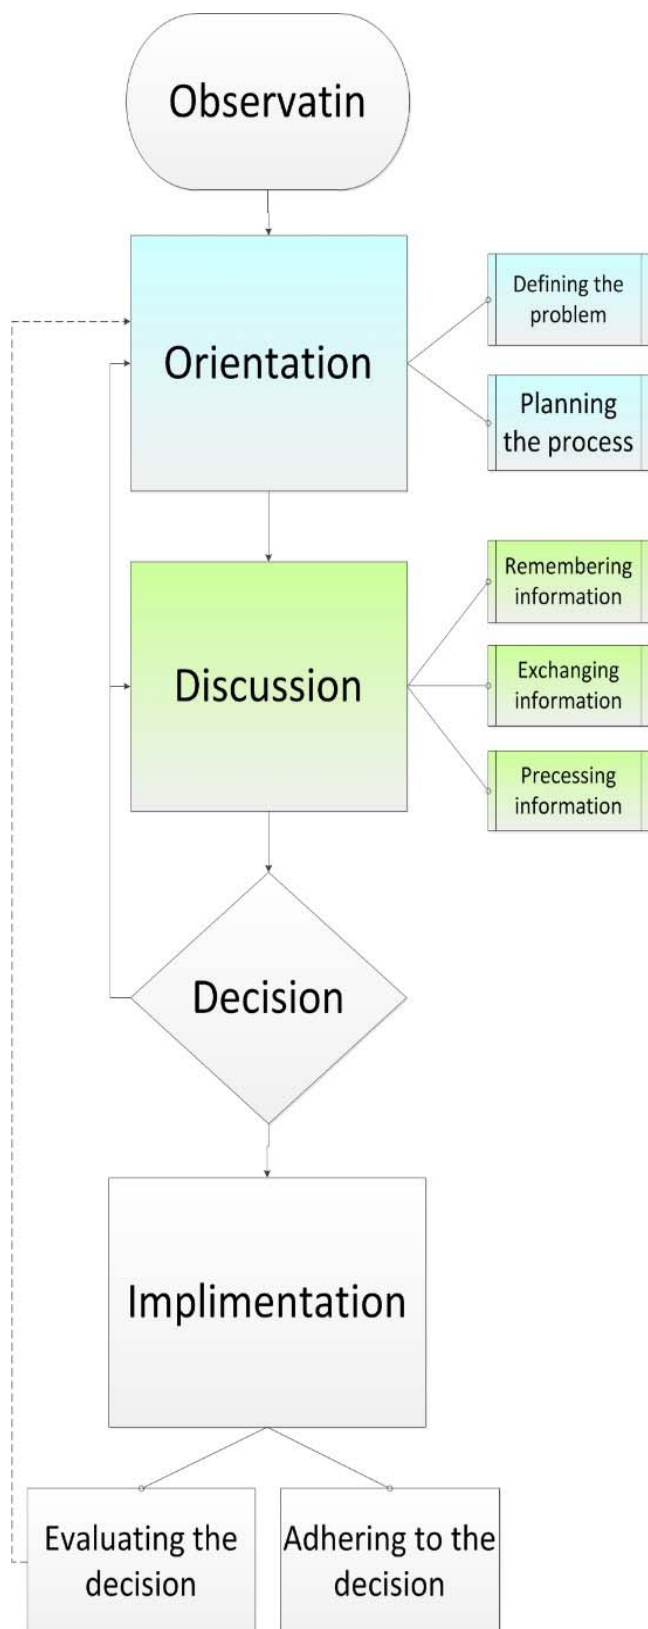 Observatin
Orientation
Defining the
problem
Planning
the process
Discussion
Remembering
information
Exchanging
information
Precessing
information
Decision
Implimentation
Evaluating the
decision
Adhering to the
decision